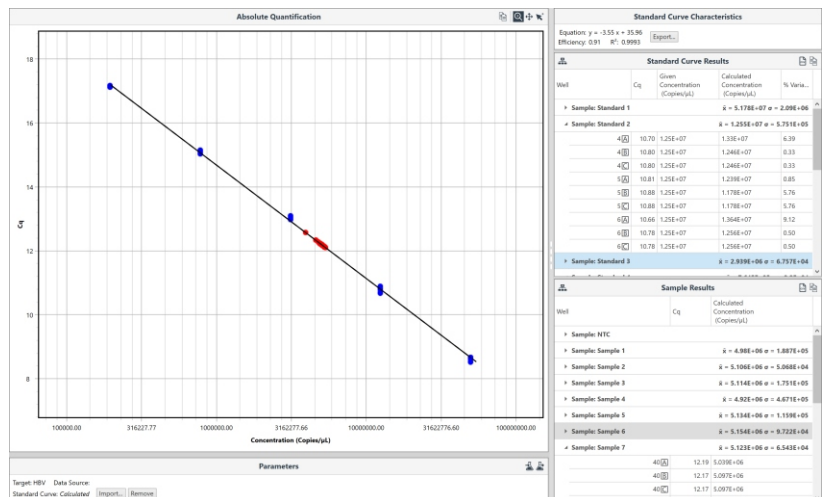 Absolute Quantification
18
16
14
12
10
8
Cq
100000.00 316227.77 1000000.00 3162277.66 10000000.00 31622776.60 100000000.00
Concentration (Copies/µL)
Parameters
Target: HBV Data Source:
Standard Curve: Calculated Import... Remove
Standard Curve Characteristics
Equation: y = -3.55 x + 35.96
Efficiency: 0.91 R²: 0.9993 Export...
Standard Curve Results
Well Cq Given Concentration (Copies/µL) Calculated Concentration (Copies/µL) % Varia...
Sample: Standard 1 x̄ = 5.178E+07 σ = 2.09E+06
Sample: Standard 2 x̄ = 1.255E+07 σ = 5.751E+05
4 A 10.70 1.25E+07 1.33E+07 6.39
4 B 10.80 1.25E+07 1.246E+07 0.33
4 C 10.80 1.25E+07 1.246E+07 0.33
5 A 10.81 1.25E+07 1.239E+07 0.85
5 B 10.88 1.25E+07 1.178E+07 5.76
5 C 10.88 1.25E+07 1.178E+07 5.76
6 A 10.66 1.25E+07 1.364E+07 9.12
6 B 10.78 1.25E+07 1.256E+07 0.50
6 C 10.78 1.25E+07 1.256E+07 0.50
Sample: Standard 3 x̄ = 2.939E+06 σ = 6.757E+04
Sample Results
Well Cq Calculated Concentration (Copies/µL)
Sample: NTC
Sample: Sample 1 x̄ = 4.98E+06 σ = 1.887E+05
Sample: Sample 2 x̄ = 5.106E+06 σ = 5.068E+04
Sample: Sample 3 x̄ = 5.114E+06 σ = 1.751E+05
Sample: Sample 4 x̄ = 4.92E+06 σ = 4.671E+05
Sample: Sample 5 x̄ = 5.134E+06 σ = 1.159E+05
Sample: Sample 6 x̄ = 5.154E+06 σ = 9.722E+04
Sample: Sample 7 x̄ = 5.123E+06 σ = 6.543E+04
40 A 12.19 5.039E+06
40 B 12.17 5.097E+06
40 C 12.17 5.097E+06